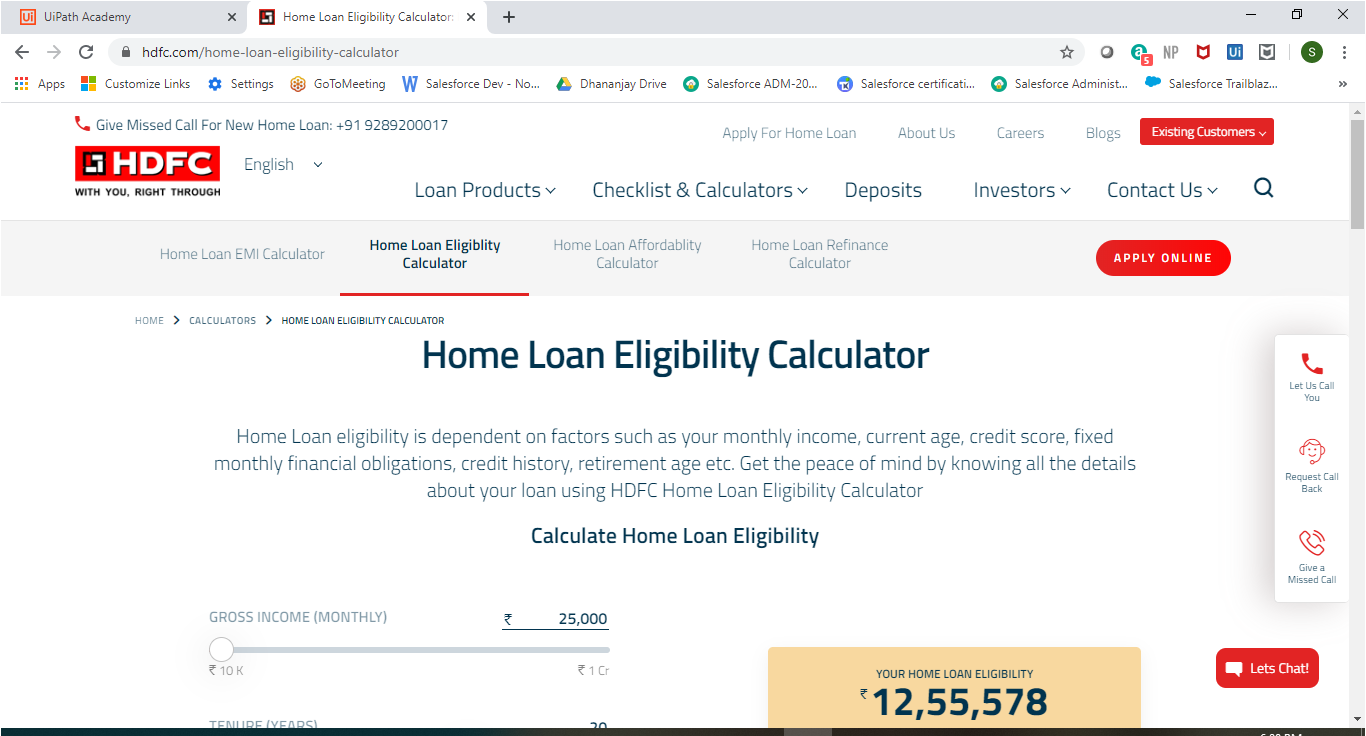 UiPath Academy
Home Loan Eligibility Calculator:
hdfc.com/home-loan-eligibility-calculator
5
NP
Ui
S
Apps
Customize Links
Settings
GoToMeeting
Salesforce Dev - No...
Dhananjay Drive
Salesforce ADM-20...
Salesforce certificati...
Salesforce Administ...
Salesforce Trailblaz...
Give Missed Call For New Home Loan: +91 9289200017
Apply For Home Loan
About Us
Careers
Blogs
Existing Customers
HDFC
WITH YOU, RIGHT THROUGH
English
Loan Products
Checklist & Calculators
Deposits
Investors
Contact Us
Home Loan EMI Calculator
Home Loan Eligiblity
Calculator
Home Loan Affordablity
Calculator
Home Loan Refinance
Calculator
APPLY ONLINE
HOME > CALCULATORS > HOME LOAN ELIGIBILITY CALCULATOR
Home Loan Eligibility Calculator
Home Loan eligibility is dependent on factors such as your monthly income, current age, credit score, fixed
monthly financial obligations, credit history, retirement age etc. Get the peace of mind by knowing all the details
about your loan using HDFC Home Loan Eligibility Calculator
Calculate Home Loan Eligibility
Let Us Call
You
Request Call
Back
Give a
Missed Call
GROSS INCOME (MONTHLY)
₹ 25,000
₹ 10 K
₹ 1 Cr
YOUR HOME LOAN ELIGIBILITY
₹ 12,55,578
Lets Chat!
TENURE (YEARS)
20